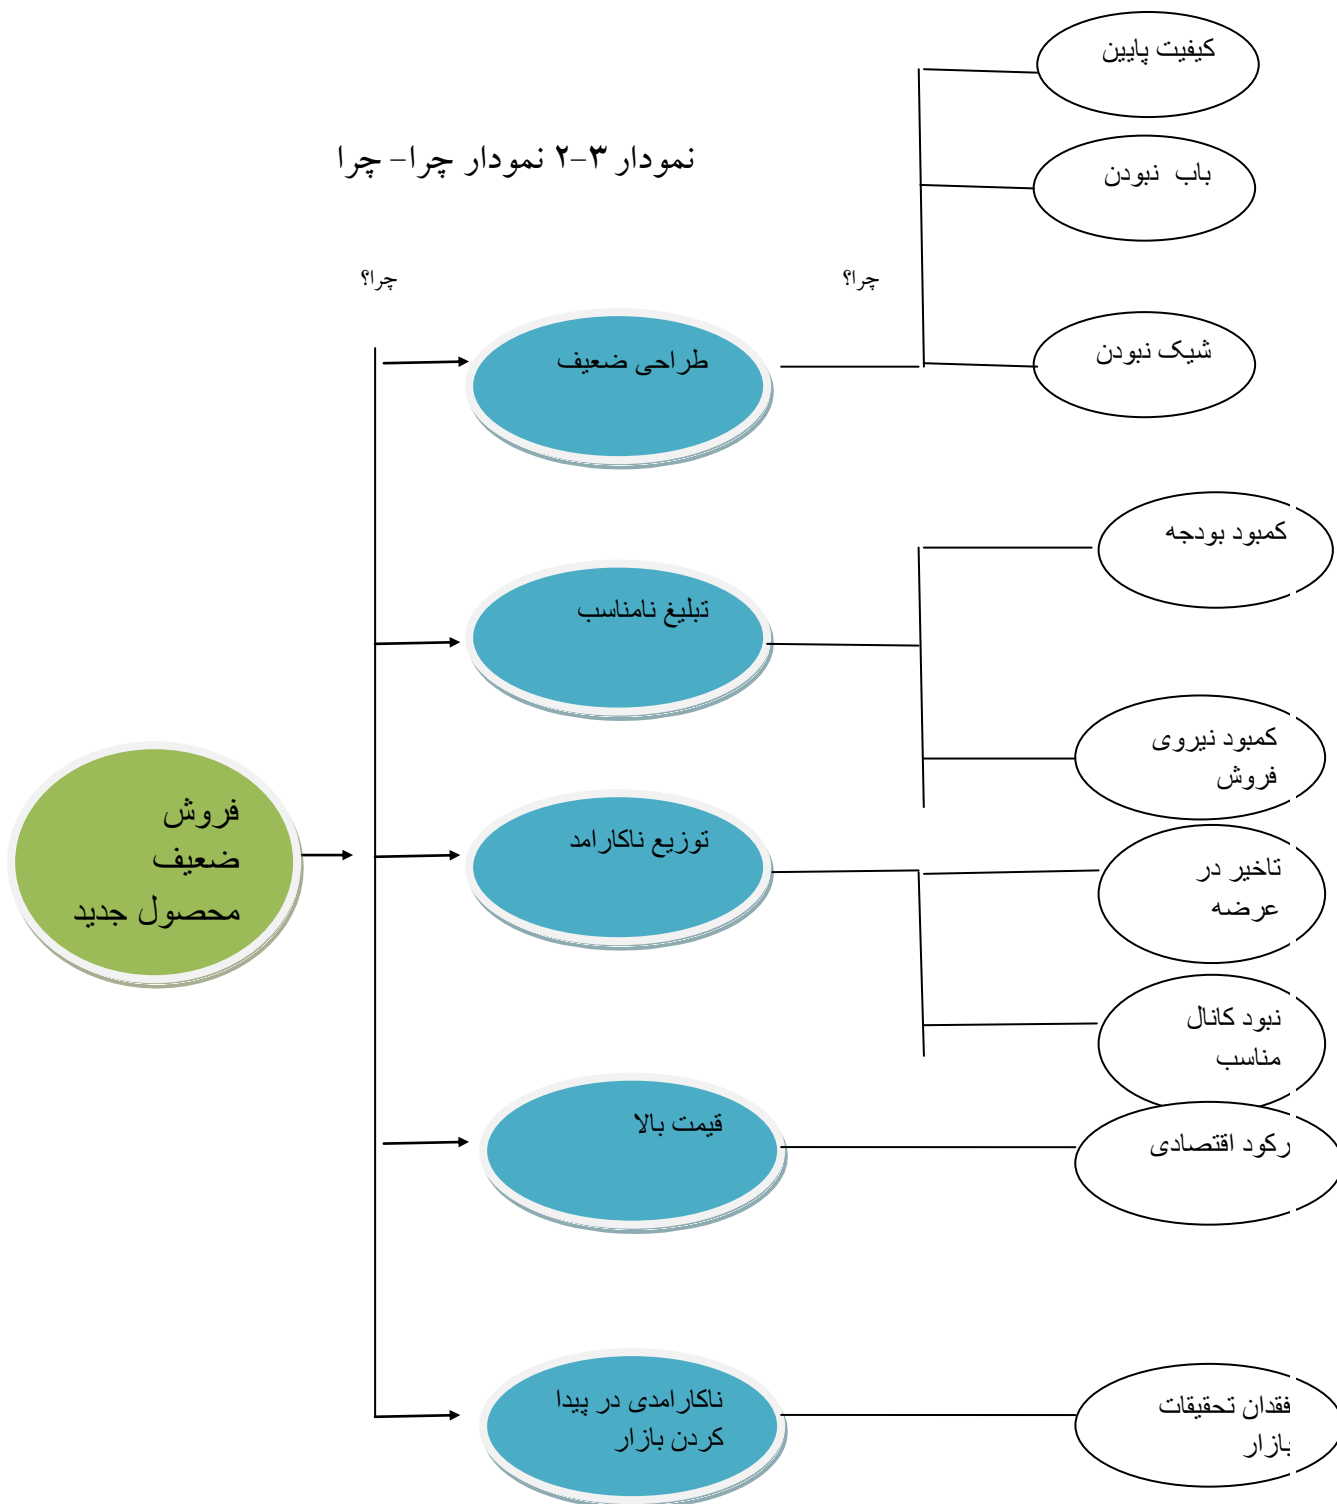 نمودار ۳-۲ نمودار چرا- چرا
چرا؟
چرا؟
فروش
ضعیف
محصول جدید
طراحی ضعیف
کیفیت پایین
باب نبودن
شیک نبودن
تبلیغ نامناسب
کمبود بودجه
کمبود نیروی
فروش
توزیع ناکارامد
تاخیر در
عرضه
نبود کانال
مناسب
قیمت بالا
رکود اقتصادی
ناکارامدی در پیدا
کردن بازار
فقدان تحقیقات
بازار